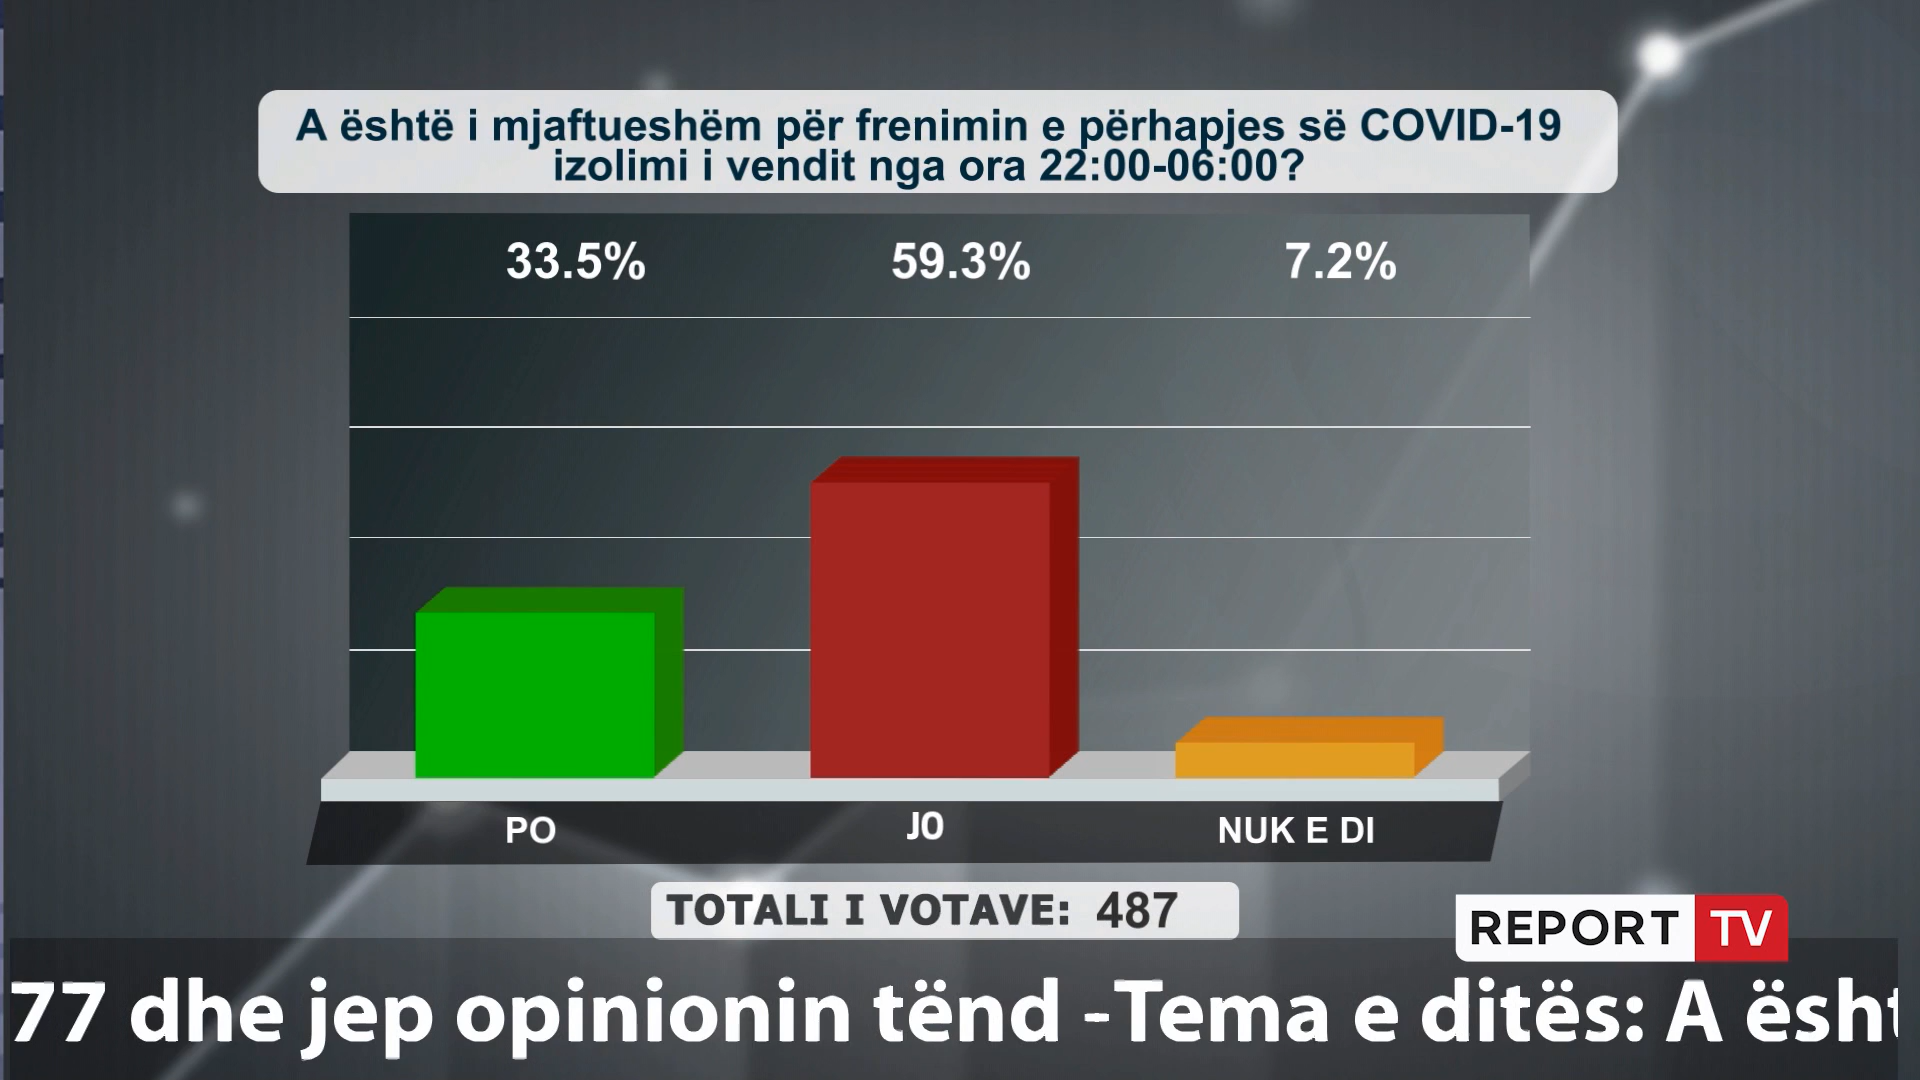 A është i mjaftueshëm për frenimin e përhapjes së COVID-19
izolimi i vendit nga ora 22:00-06:00?
33.5% 59.3% 7.2%
PO JO NUK E DI
TOTALI I VOTAVE: 487
REPORT TV
77 dhe jep opinionin tënd -Tema e ditës: A ësht